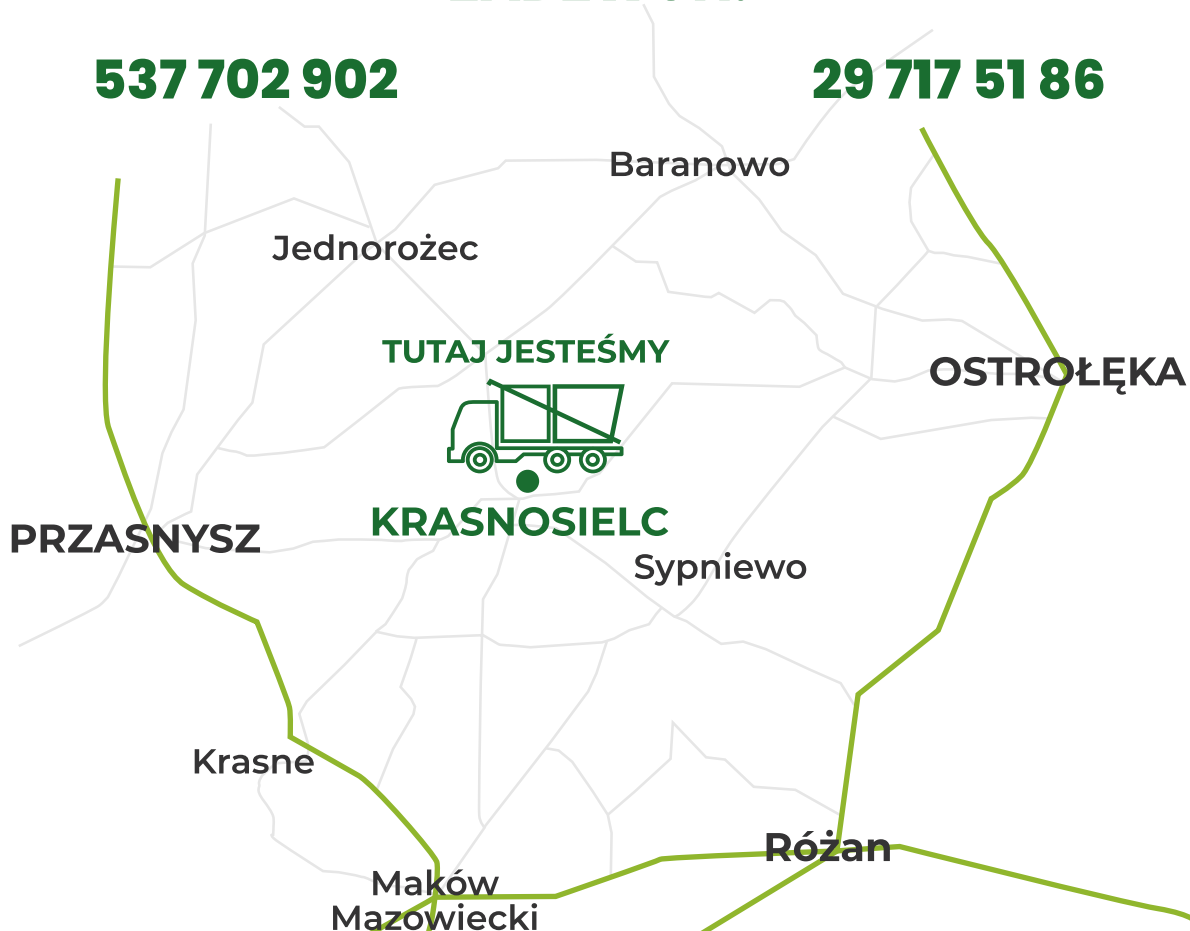 537 702 902
29 717 51 86
Baranowo
Jednorożec
TUTAJ JESTEŚMY
OSTROŁĘKA
KRASNOSIELC
PRZASNYSZ
Sypniewo
Krasne
Różan
Maków
Mazowiecki